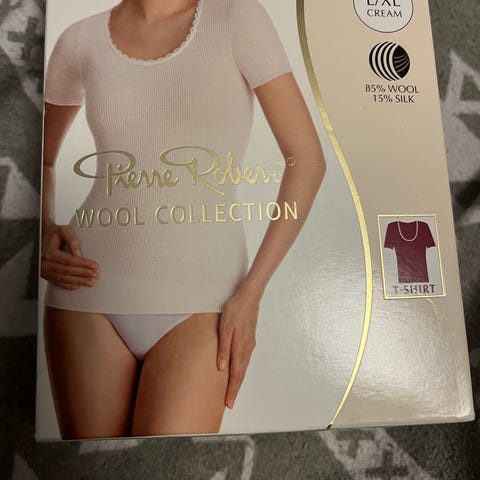 L/XL
CREAM
85% WOOL
15% SILK
Pierre Robert
WOOL COLLECTION
T-SHIRT